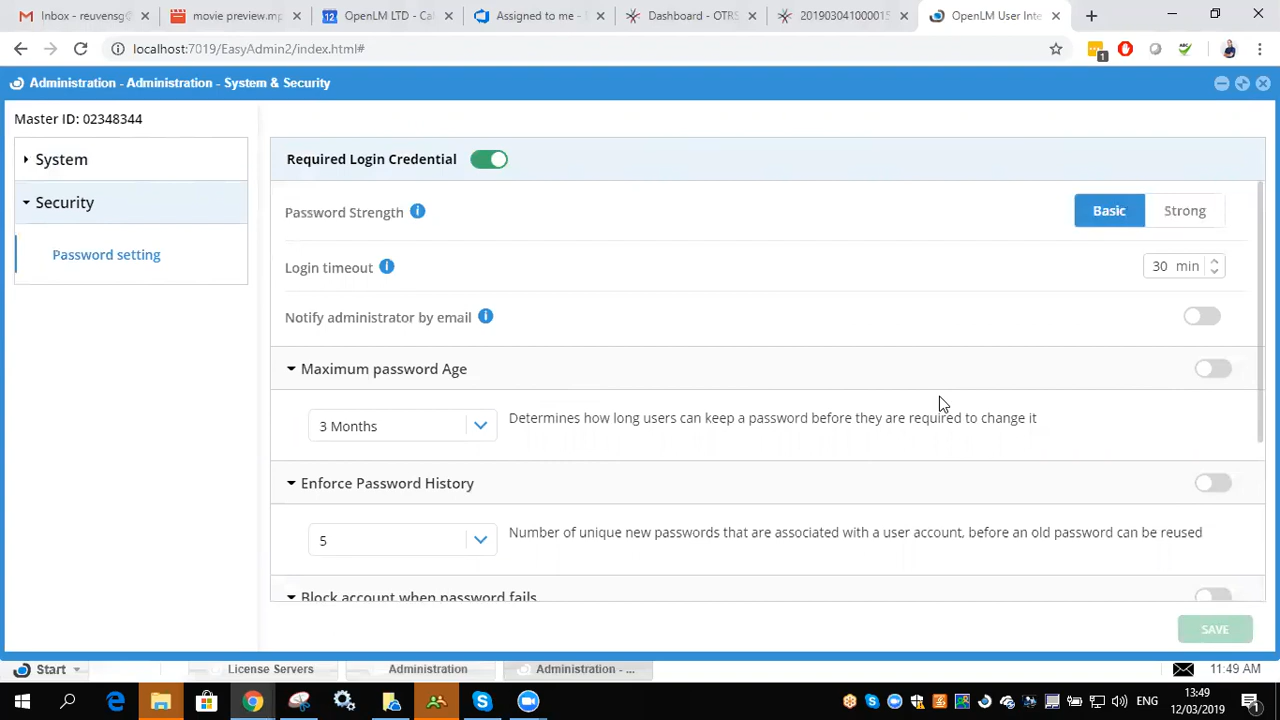 Inbox - reuvensg@
movie preview.mp
OpenLM LTD - Cal
Assigned to me -
Dashboard - OTRS
2019030410000015
OpenLM User Inte
localhost:7019/EasyAdmin2/index.html#
1
Administration - Administration - System & Security
Master ID: 02348344
System
Security
Password setting
Required Login Credential
Password Strength
Basic
Strong
Login timeout
30 min
Notify administrator by email
Maximum password Age
3 Months
Determines how long users can keep a password before they are required to change it
Enforce Password History
5
Number of unique new passwords that are associated with a user account, before an old password can be reused
Block account when password fails
SAVE
Start
License Servers
Administration
Administration - ...
11:49 AM
ENG
13:49
12/03/2019
1